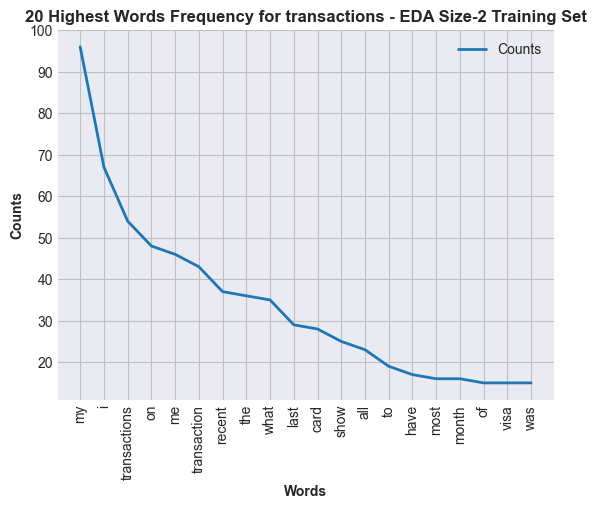 20 Highest Words Frequency for transactions - EDA Size-2 Training Set
Counts
100
90
80
70
60
50
40
30
20
Counts
my
i
transactions
on
me
transaction
recent
the
what
last
card
show
all
to
have
most
month
of
visa
was
Words